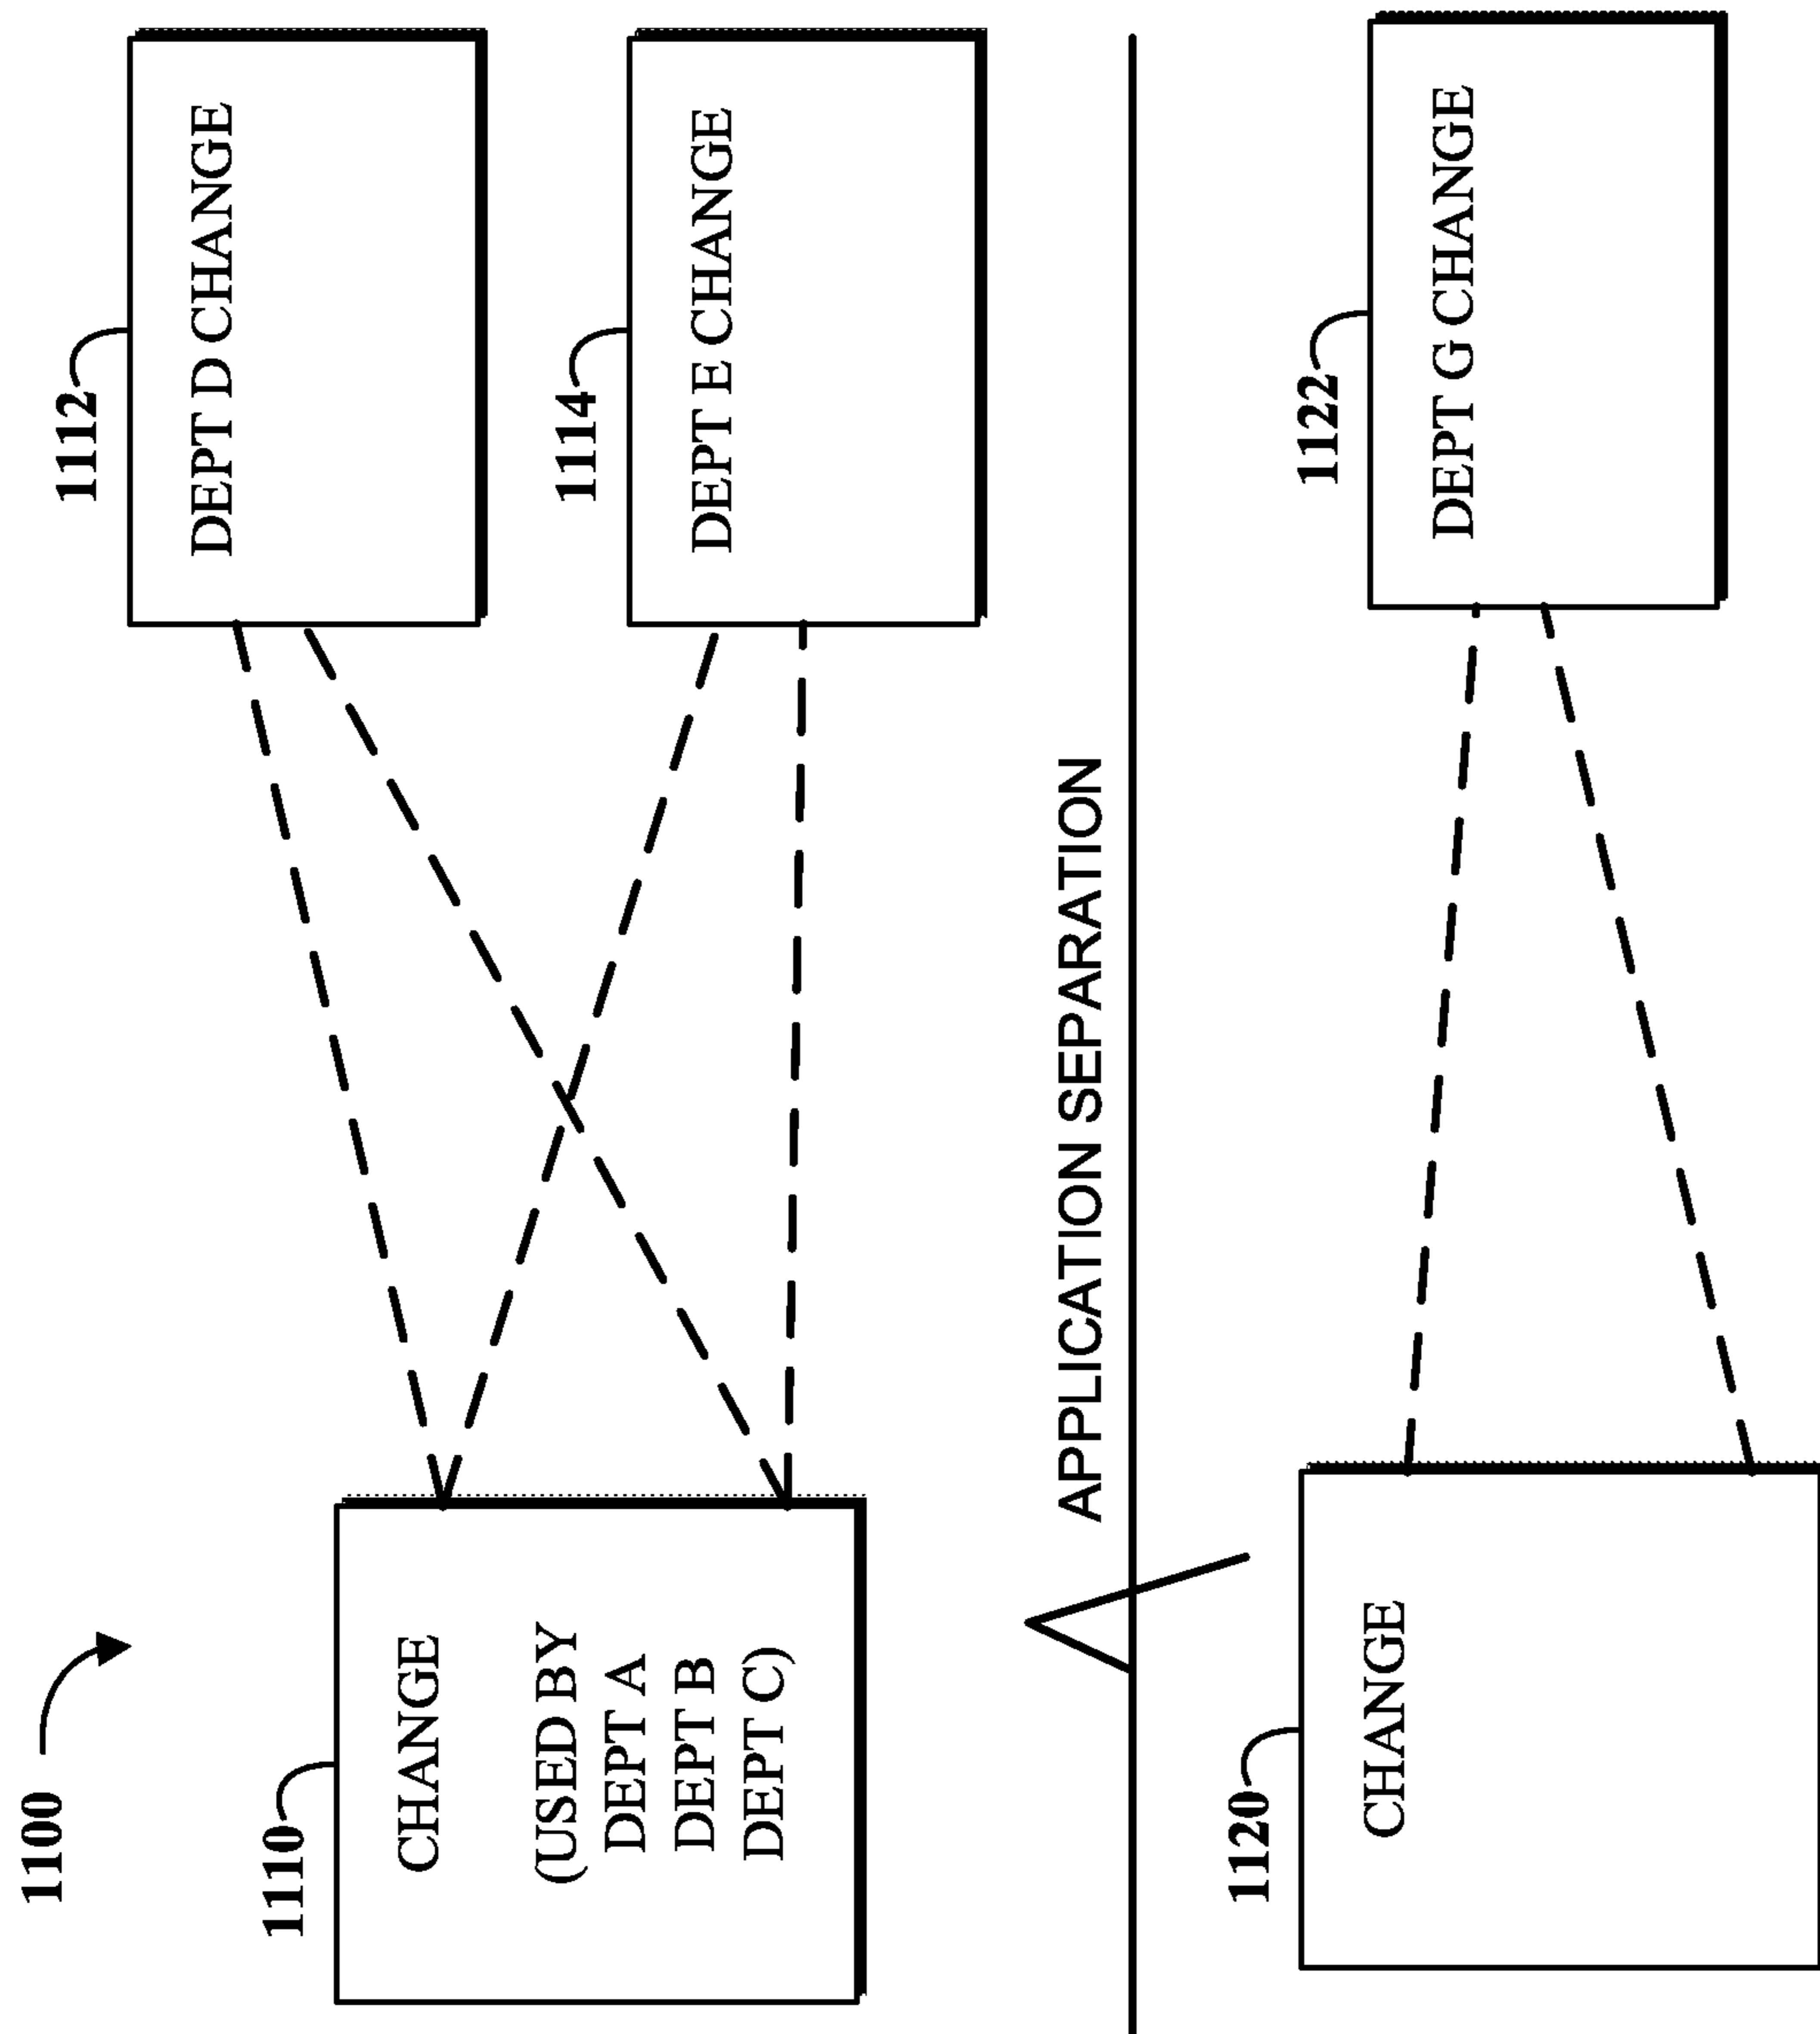 1100
1110
CHANGE
(USED BY
DEPT A
DEPT B
DEPT C)
1112
DEPT D CHANGE
1114
DEPT E CHANGE
APPLICATION SEPARATION
1120
CHANGE
1122
DEPT G CHANGE